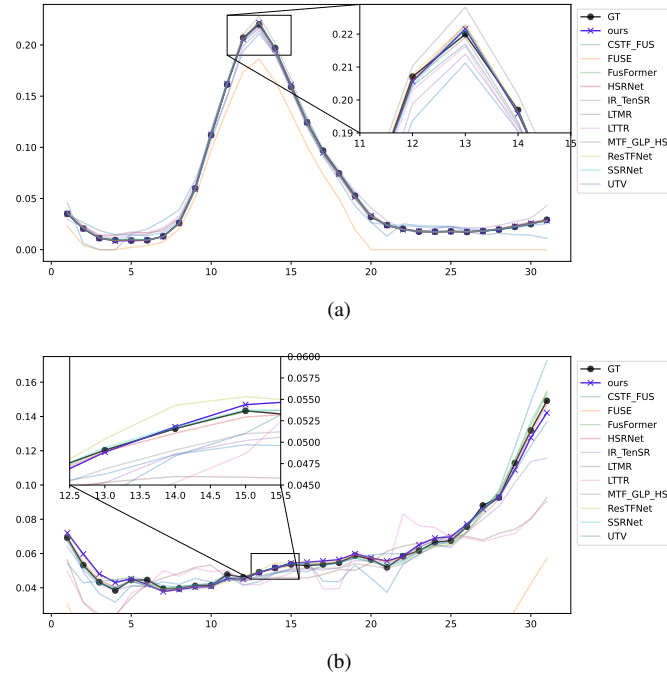 0.20
0.15
0.10
0.05
0.00
0 5 10 15 20 25 30
0.22
0.21
0.20
0.19
11 12 13 14 15
GT
ours
CSTF_FUS
FUSE
FusFormer
HSRNet
IR_TenSR
LTMR
LTTR
MTF_GLP_HS
ResTFNet
SSRNet
UTV
(a)
0.16
0.14
0.12
0.10
0.08
0.06
0.04
0 5 10 15 20 25 30
0.0600
0.0575
0.0550
0.0525
0.0500
0.0475
0.0450
12.5 13.0 13.5 14.0 14.5 15.0 15.5
GT
ours
CSTF_FUS
FUSE
FusFormer
HSRNet
IR_TenSR
LTMR
LTTR
MTF_GLP_HS
ResTFNet
SSRNet
UTV
(b)